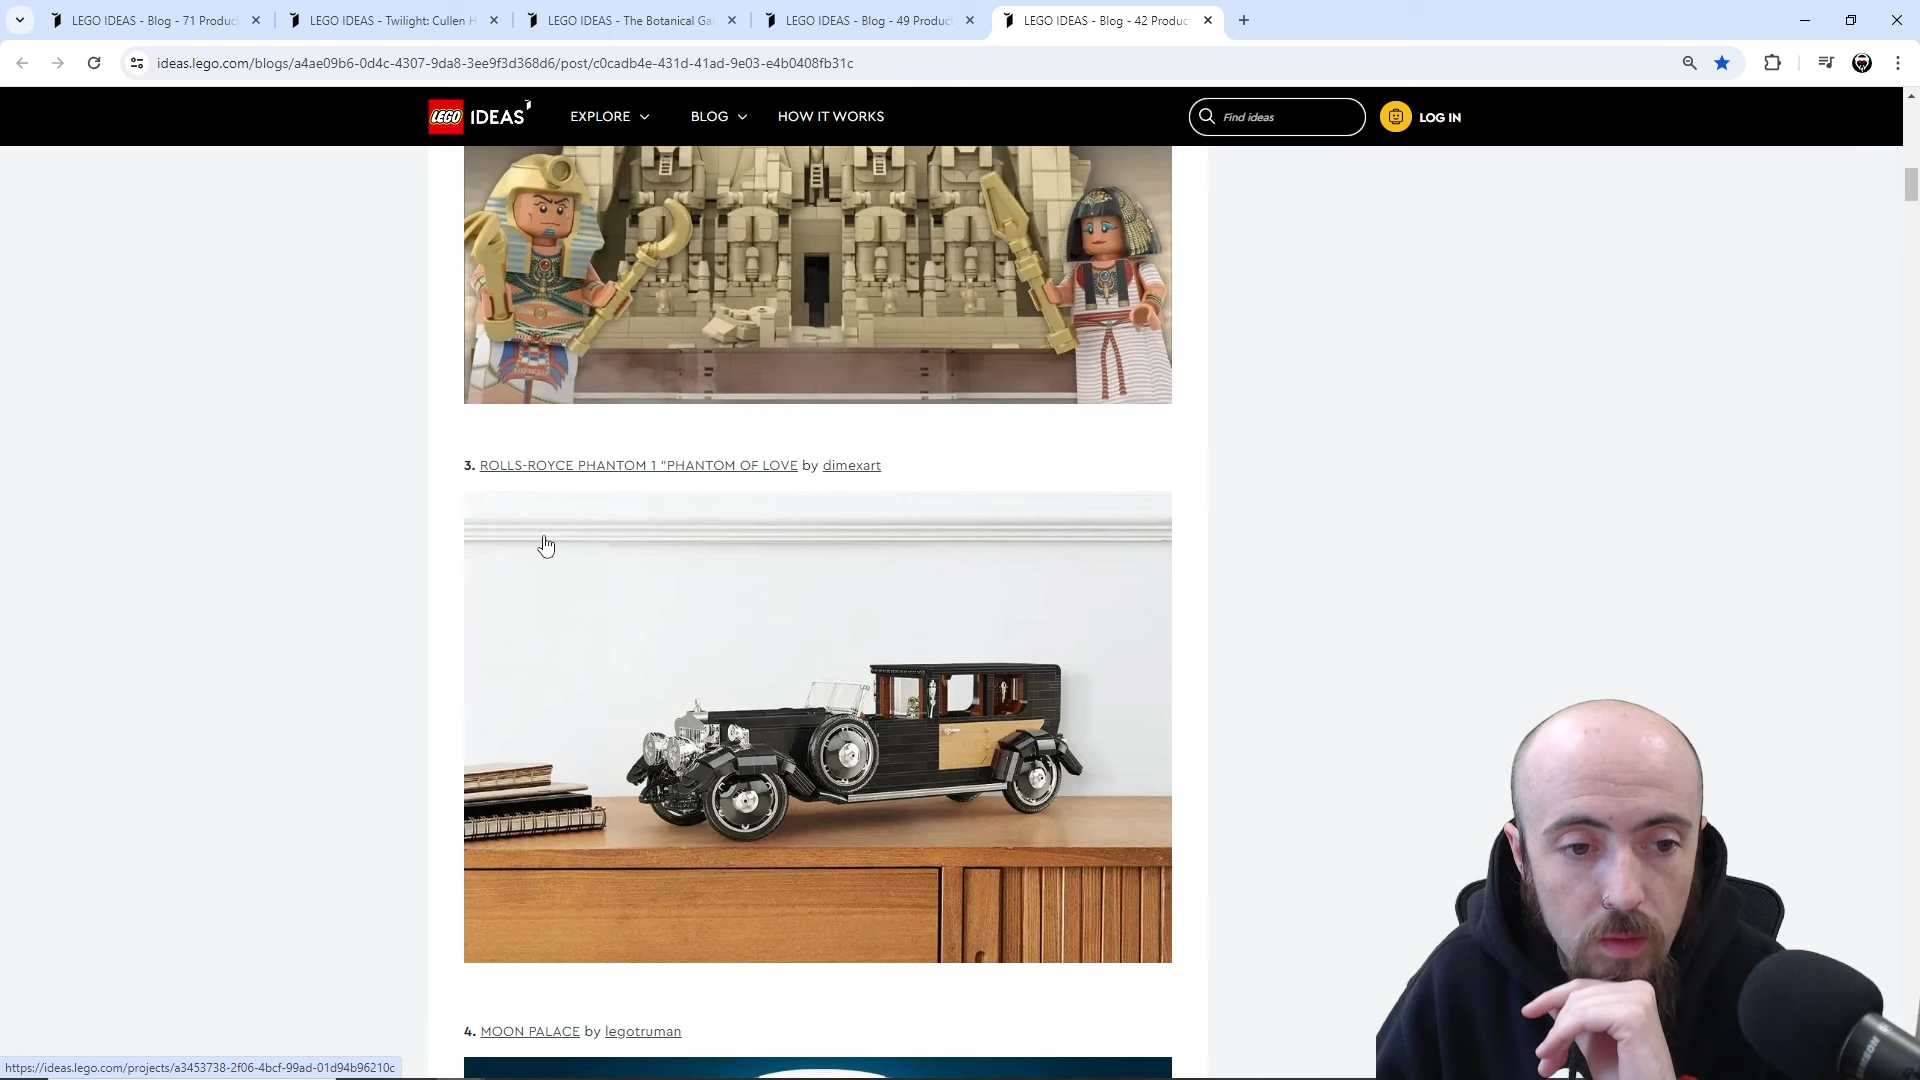 LEGO IDEAS - Blog - 71 Produc
LEGO IDEAS - Twilight: Cullen H
LEGO IDEAS - The Botanical Ga
LEGO IDEAS - Blog - 49 Produc
LEGO IDEAS - Blog - 42 Produc
ideas.lego.com/blogs/a4ae09b6-0d4c-4307-9da8-3ee9f3d368d6/post/c0cadb4e-431d-41ad-9e03-e4b0408fb31c
LEGO IDEAS
EXPLORE
BLOG
HOW IT WORKS
Find ideas
LOG IN
3. ROLLS-ROYCE PHANTOM 1 "PHANTOM OF LOVE by dimexart
4. MOON PALACE by legotruman
https://ideas.lego.com/projects/a3453738-2f06-4bcf-99ad-01d94b96210c